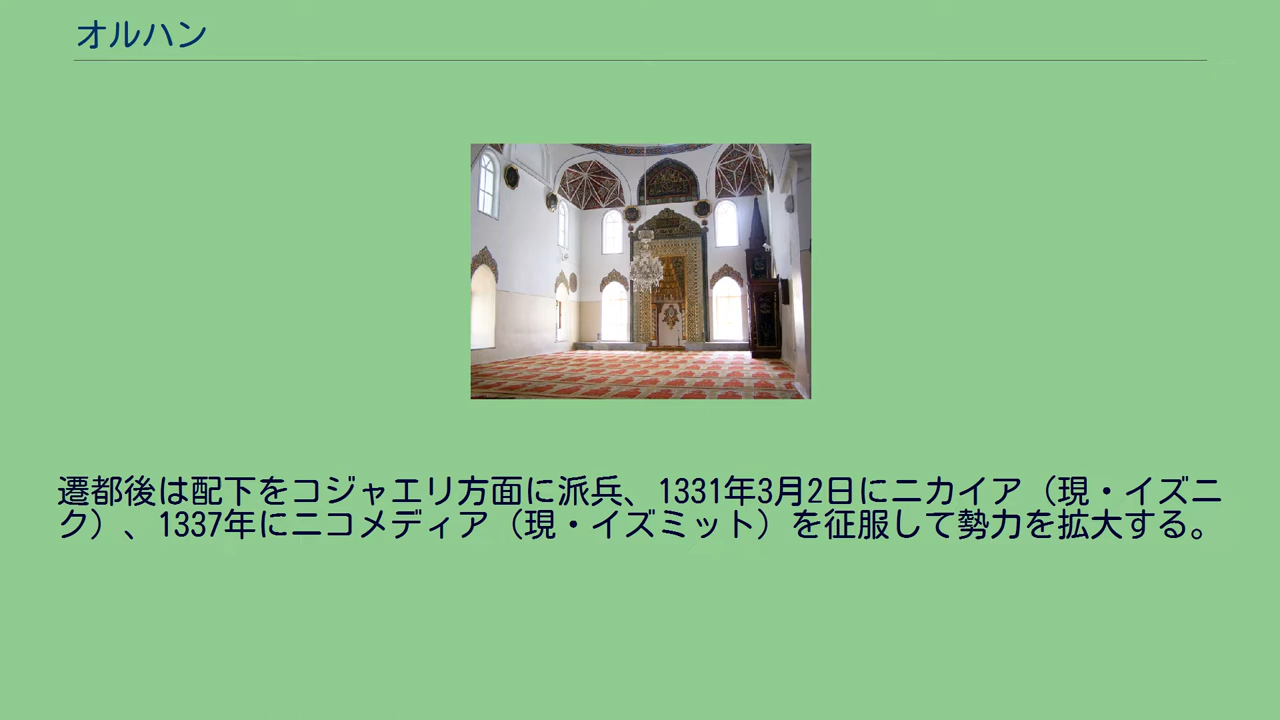 オルハン
遷都後は配下をコジャエリ方面に派兵、1331年3月2日にニカイア（現・イズニ
ク）、1337年にニコメディア（現・イズミット）を征服して勢力を拡大する。